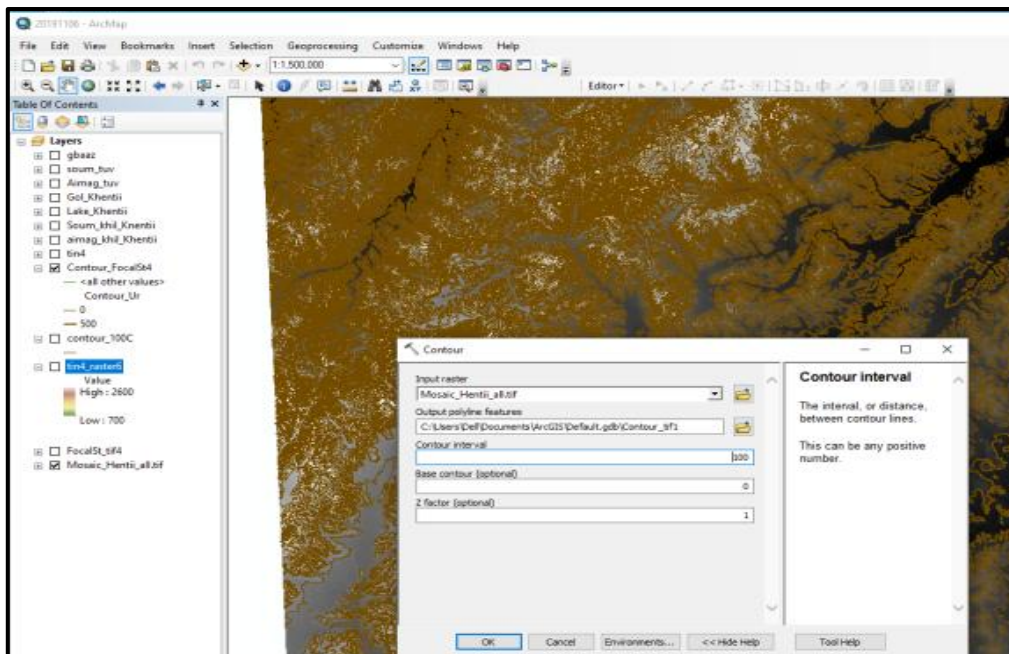 20191106 - ArcMap
File Edit View Bookmarks Insert Selection Geoprocessing Customize Windows Help
1:1,500,000
Editor
Table Of Contents
Layers
gbaaz
soum_tuv
Aimag_tuv
Gol_Khentii
Lake_Khentii
Soum_khil_Knentii
aimag_khil_Khentii
tin4
Contour_FocalSt4
<all other values>
Contour_Ur
0
500
contour_100C
tin4_raster6
Value
High : 2600
Low : 700
FocalSt_tif4
Mosaic_Hentii_all.tif
Contour
Input raster
Mosaic_Hentii_all.tif
Output polyline features
C:\Users\Dell\Documents\ArcGIS\Default.gdb\Contour_tif1
Contour interval
100
Base contour (optional)
0
Z factor (optional)
1
OK Cancel Environments... << Hide Help Tool Help
Contour interval
The interval, or distance,
between contour lines.
This can be any positive
number.